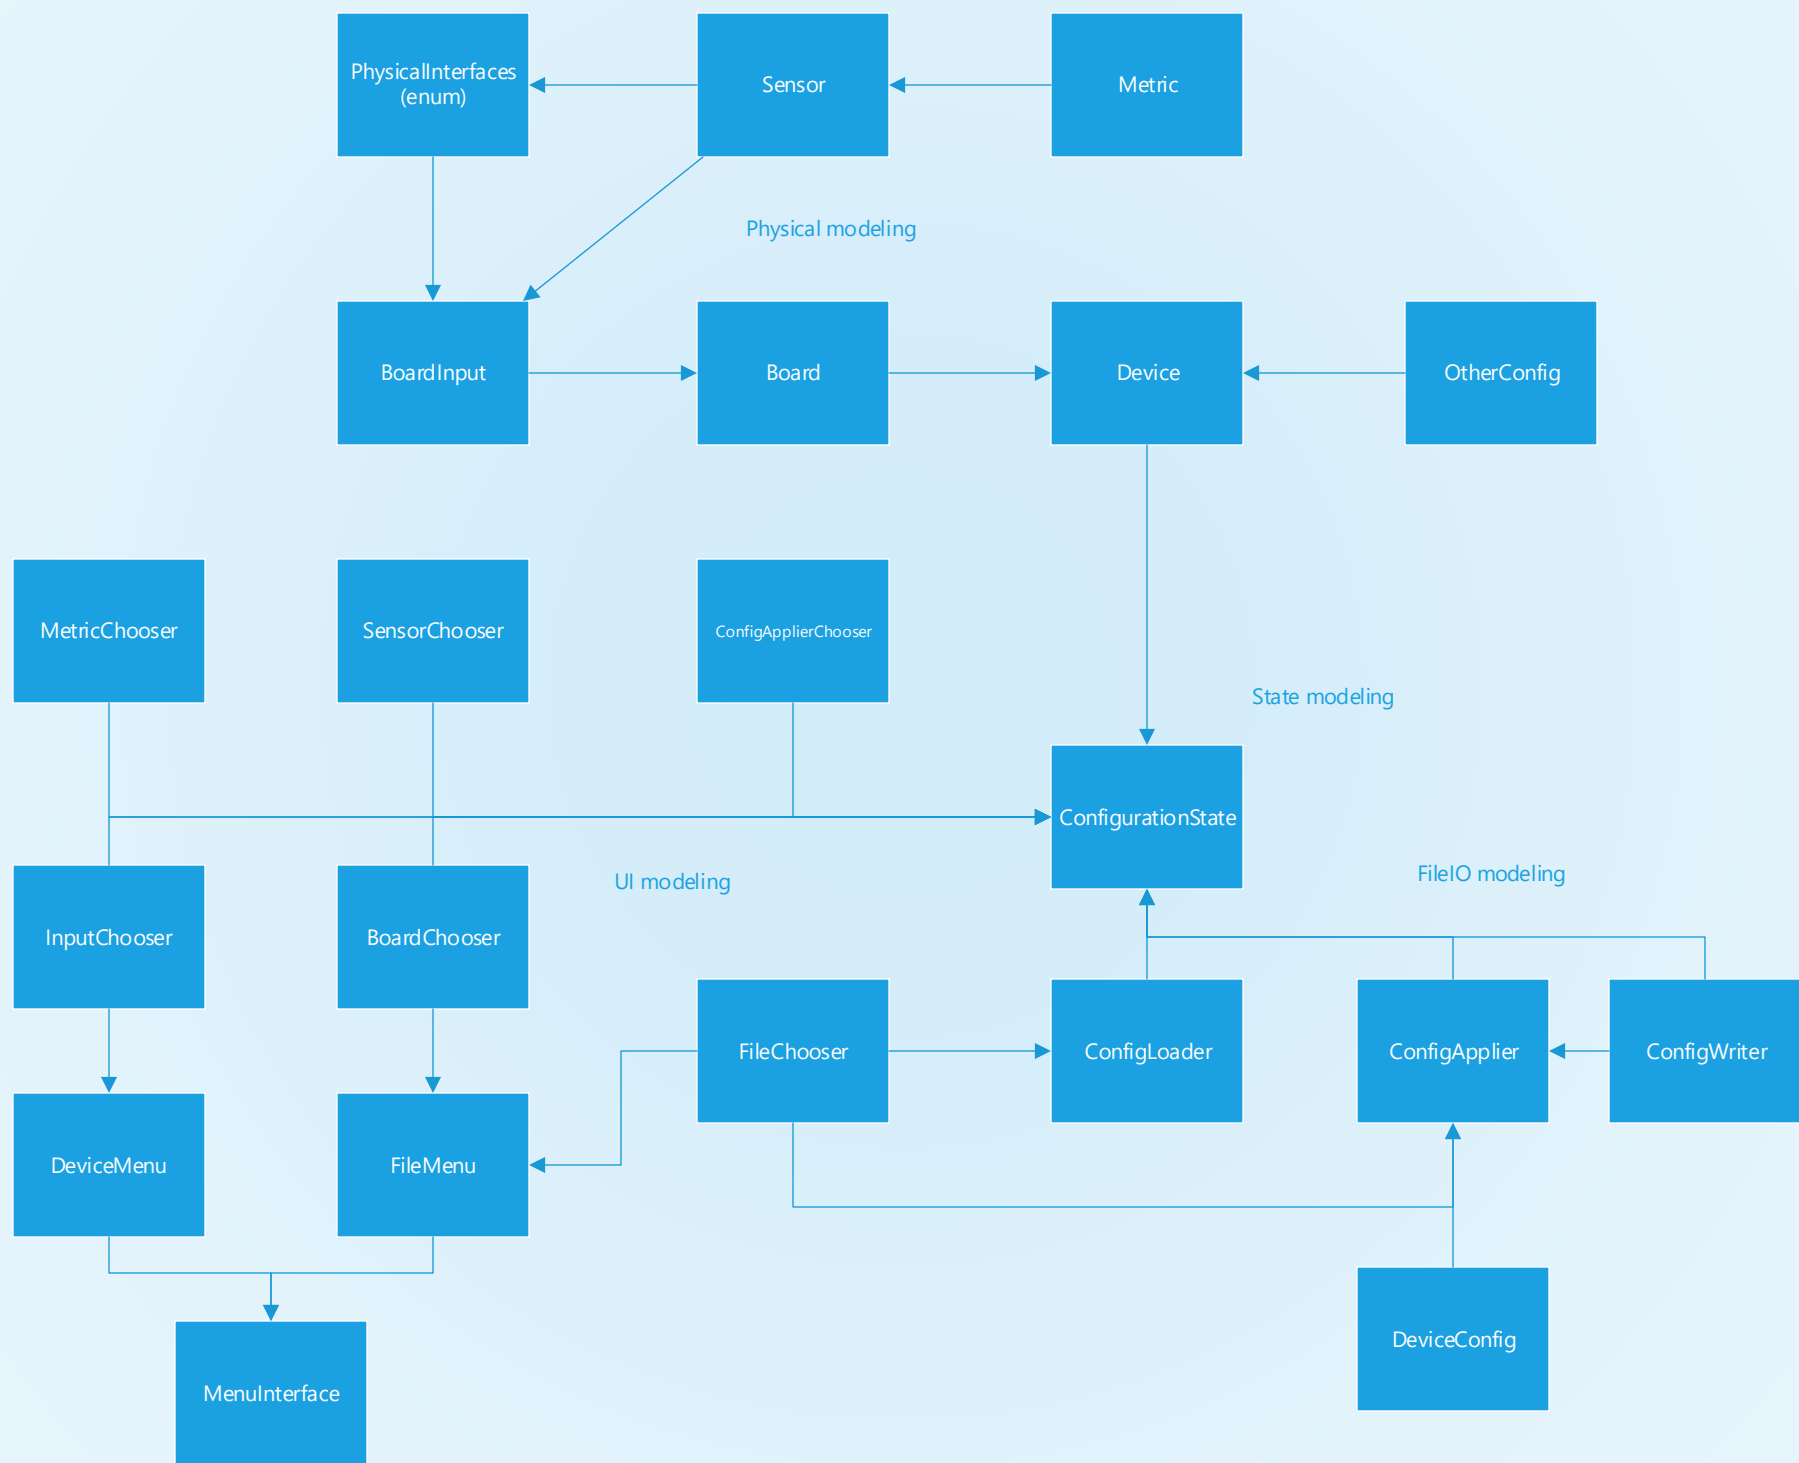 PhysicalInterfaces
(enum)
Sensor
Metric
Physical modeling
BoardInput
Board
Device
OtherConfig
MetricChooser
SensorChooser
ConfigApplierChooser
State modeling
ConfigurationState
UI modeling
FileIO modeling
InputChooser
BoardChooser
FileChooser
ConfigLoader
ConfigApplier
ConfigWriter
DeviceMenu
FileMenu
DeviceConfig
MenuInterface